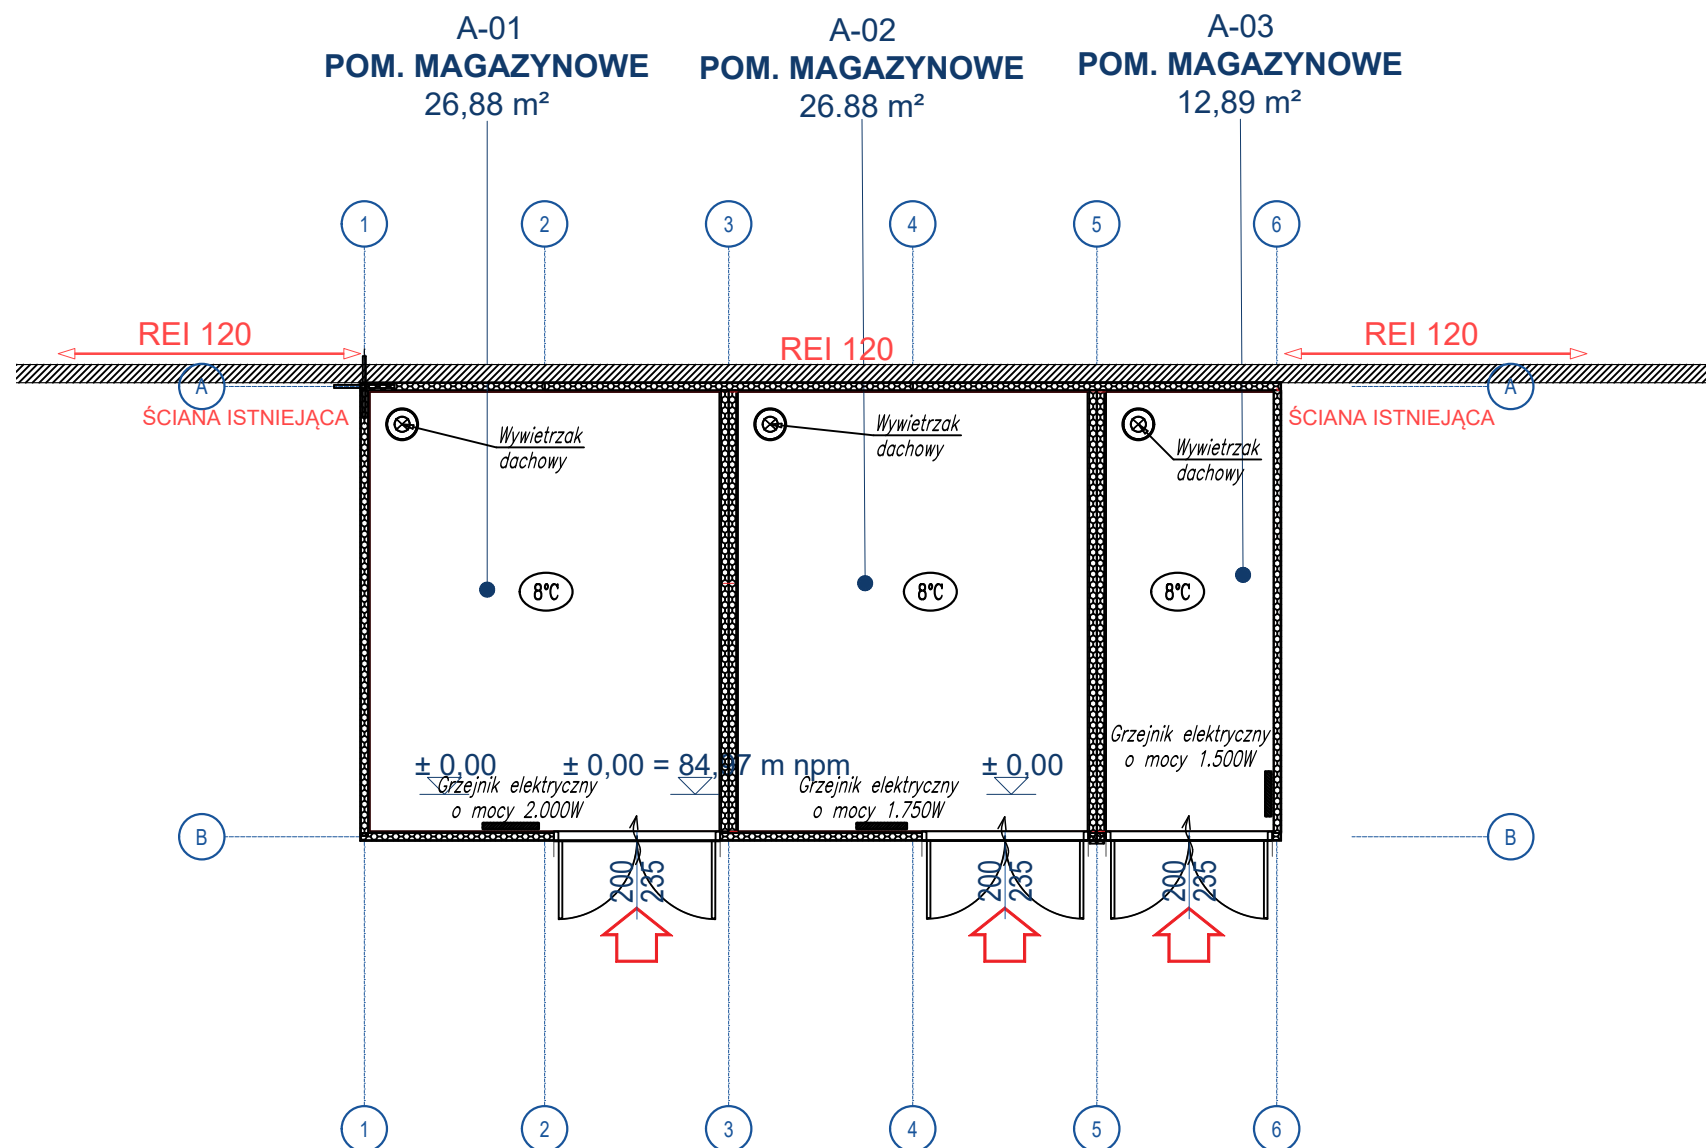 A-01
POM. MAGAZYNOWE
26,88 m²
A-02
POM. MAGAZYNOWE
26.88 m²
A-03
POM. MAGAZYNOWE
12,89 m²
1
2
3
4
5
6
REI 120
REI 120
REI 120
A
A
ŚCIANA ISTNIEJĄCA
ŚCIANA ISTNIEJĄCA
Wywietrzak
dachowy
Wywietrzak
dachowy
Wywietrzak
dachowy
8°C
8°C
8°C
Grzejnik elektryczny
o mocy 1.500W
± 0,00
± 0,00 = 84,97 m npm
± 0,00
Grzejnik elektryczny
o mocy 2.000W
Grzejnik elektryczny
o mocy 1.750W
B
B
200
235
200
235
200
235
1
2
3
4
5
6